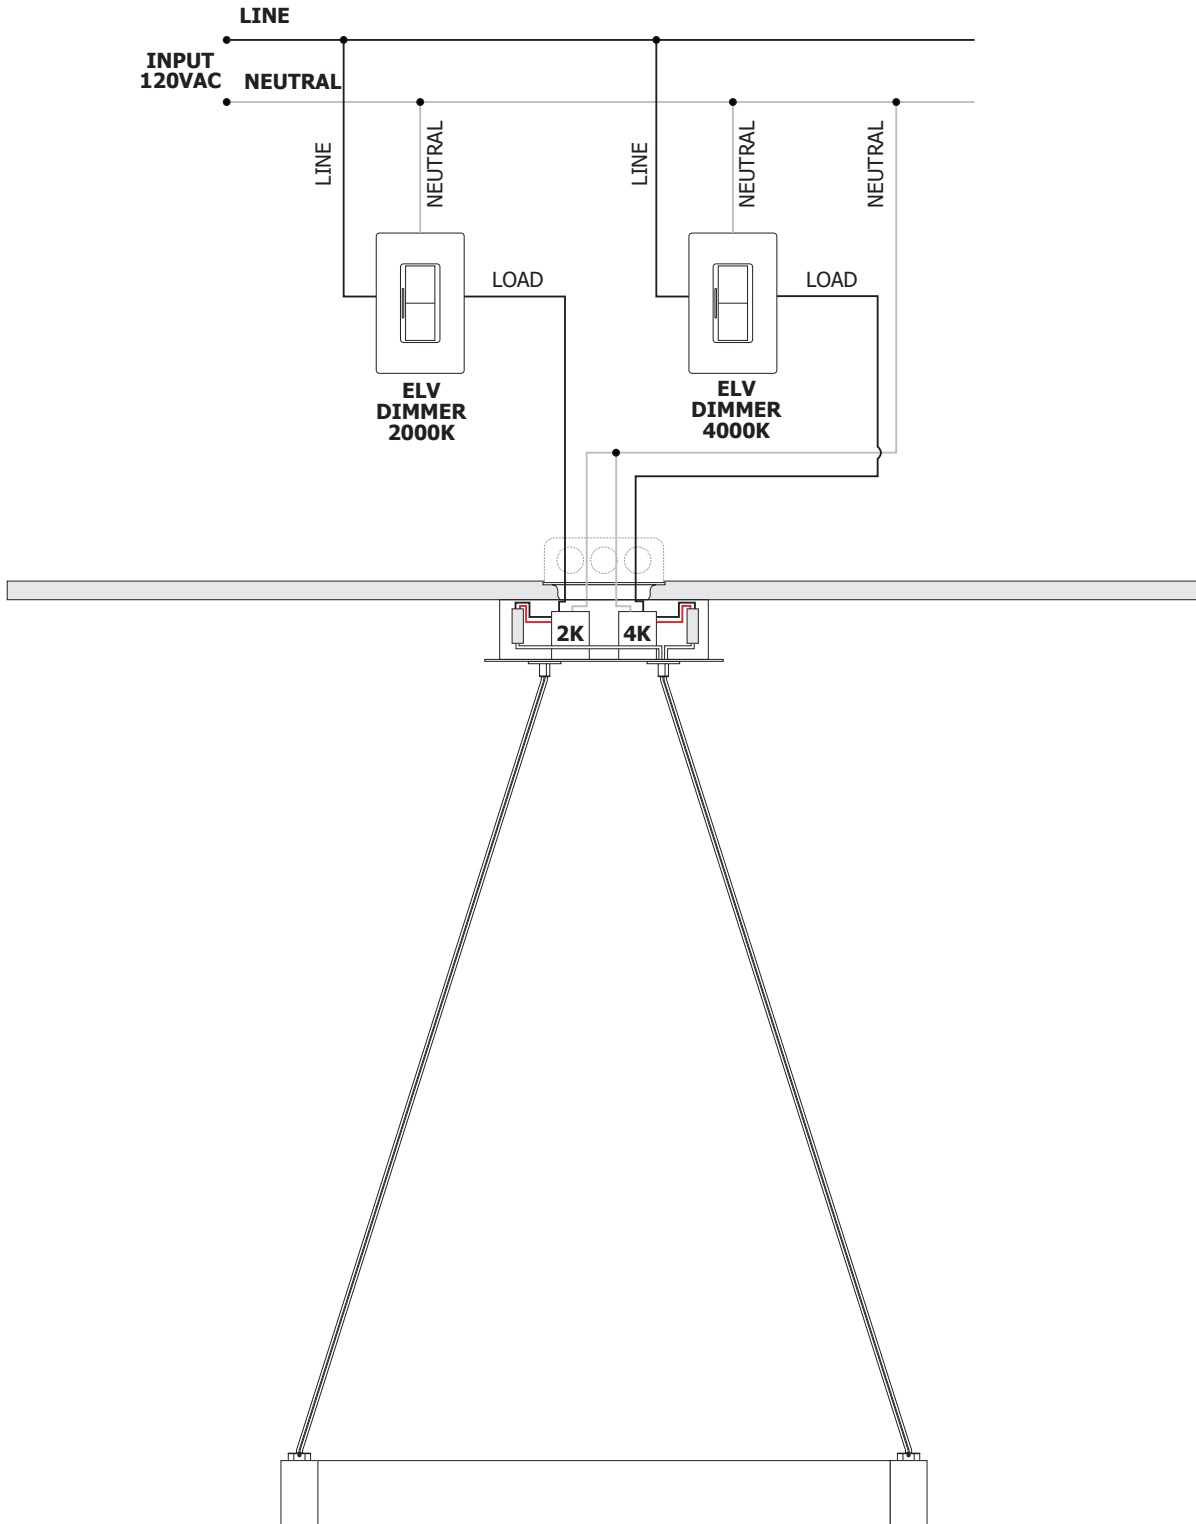 LINE
INPUT
120VAC
NEUTRAL
LINE
NEUTRAL
LINE
NEUTRAL
NEUTRAL
LOAD
LOAD
ELV
DIMMER
2000K
ELV
DIMMER
4000K
2K
4K